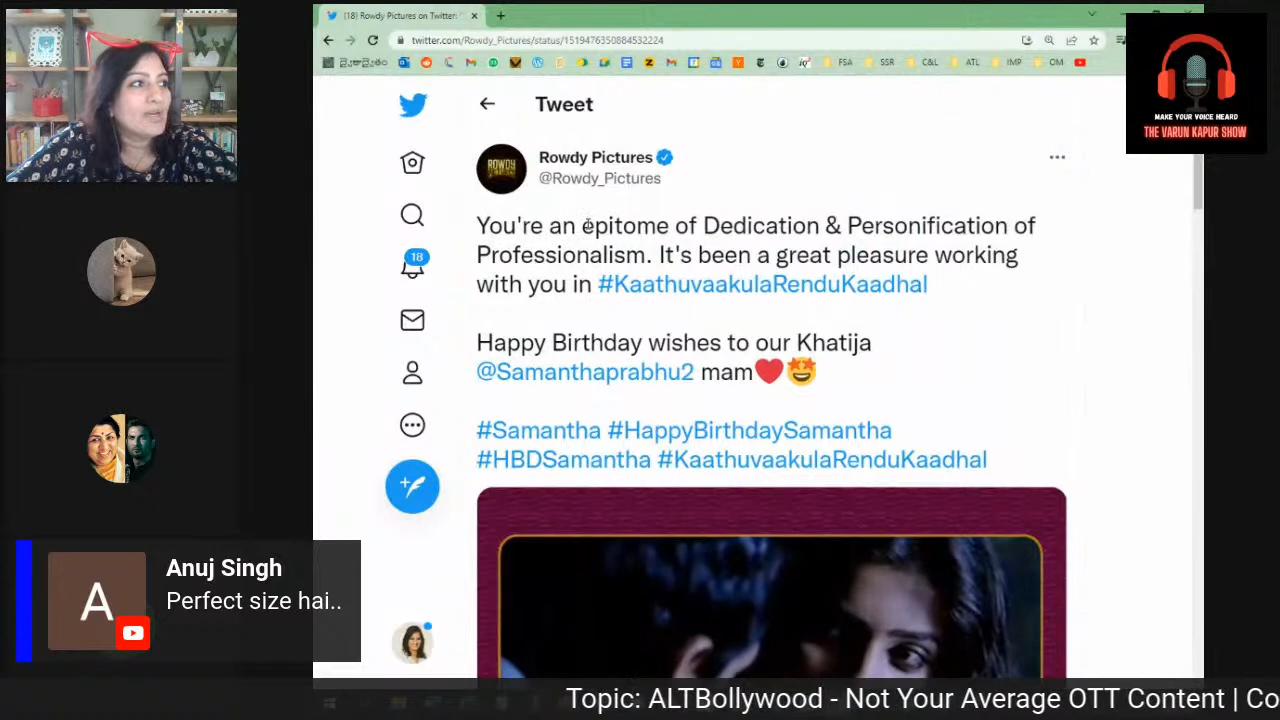 (18) Rowdy Pictures on Twitter:
twitter.com/Rowdy_Pictures/status/1519476350884532224
FSA SSR C&L ATL IMP OM
MAKE YOUR VOICE HEARD
THE VARUN KAPUR SHOW
Tweet
ROWDY
Rowdy Pictures
@Rowdy_Pictures
You're an epitome of Dedication & Personification of
Professionalism. It's been a great pleasure working
with you in #KaathuvaakulaRenduKaadhal
18
Happy Birthday wishes to our Khatija
@Samanthaprabhu2 mam
#Samantha #HappyBirthdaySamantha
#HBDSamantha #KaathuvaakulaRenduKaadhal
A
Anuj Singh
Perfect size hai..
Topic: ALTBollywood - Not Your Average OTT Content | Co